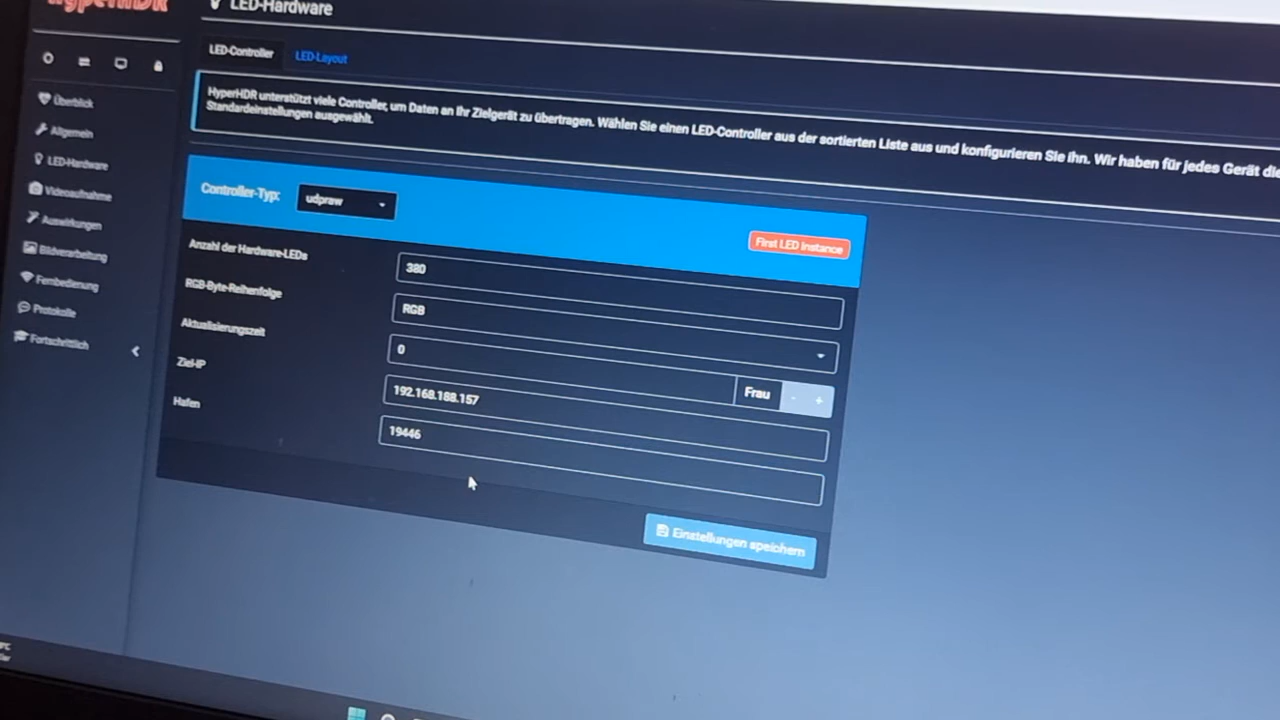 HyperHDR
LED-Hardware
LED-Controller
LED-Layout
HyperHDR unterstützt viele Controller, um Daten an Ihr Zielgerät zu übertragen. Wählen Sie einen LED-Controller aus der sortierten Liste aus und konfigurieren Sie ihn. Wir haben für jedes Gerät die
Standardeinstellungen ausgewählt.
Überblick
Allgemein
LED-Hardware
Videoaufnahme
Auswirkungen
Bildverarbeitung
Fernbedienung
Protokolle
Fortschrittlich
Controller-Typ:
udpraw
First LED instance
Anzahl der Hardware-LEDs
380
RGB-Byte-Reihenfolge
RGB
Aktualisierungszeit
0
Frau
-
+
Ziel-IP
192.168.188.157
Hafen
19446
Einstellungen speichern